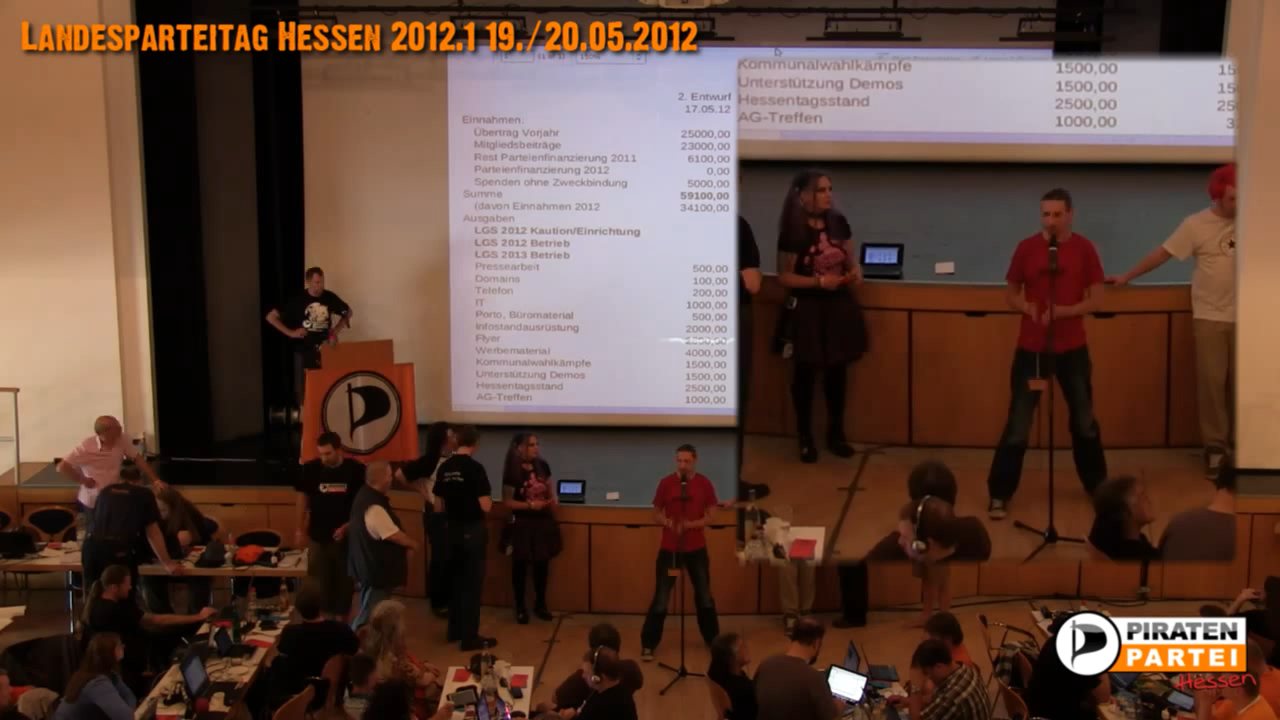 LANDESPARTEITAG HESSEN 2012.1 19./20.05.2012
2. Entwurf
17.05.12
Einnahmen:
Übertrag Vorjahr 25000,00
Mitgliedsbeiträge 23000,00
Rest Parteienfinanzierung 2011 6100,00
Parteienfinanzierung 2012 0,00
Spenden ohne Zweckbindung 5000,00
Summe 59100,00
(davon Einnahmen 2012 34100,00
Ausgaben
LGS 2012 Kaution/Einrichtung
LGS 2012 Betrieb
LGS 2013 Betrieb
Pressearbeit 500,00
Domains 100,00
Telefon 200,00
IT 1000,00
Porto, Büromaterial 500,00
Infostandausrüstung 2000,00
Flyer
Werbematerial 4000,00
Kommunalwahlkämpfe 1500,00
Unterstützung Demos 1500,00
Hessentagsstand 2500,00
AG-Treffen 1000,00
Kommunalwahlkämpfe 1500,00 15
Unterstützung Demos 1500,00 15
Hessentagsstand 2500,00 25
AG-Treffen 1000,00 3
PIRATEN
PARTEI
Hessen